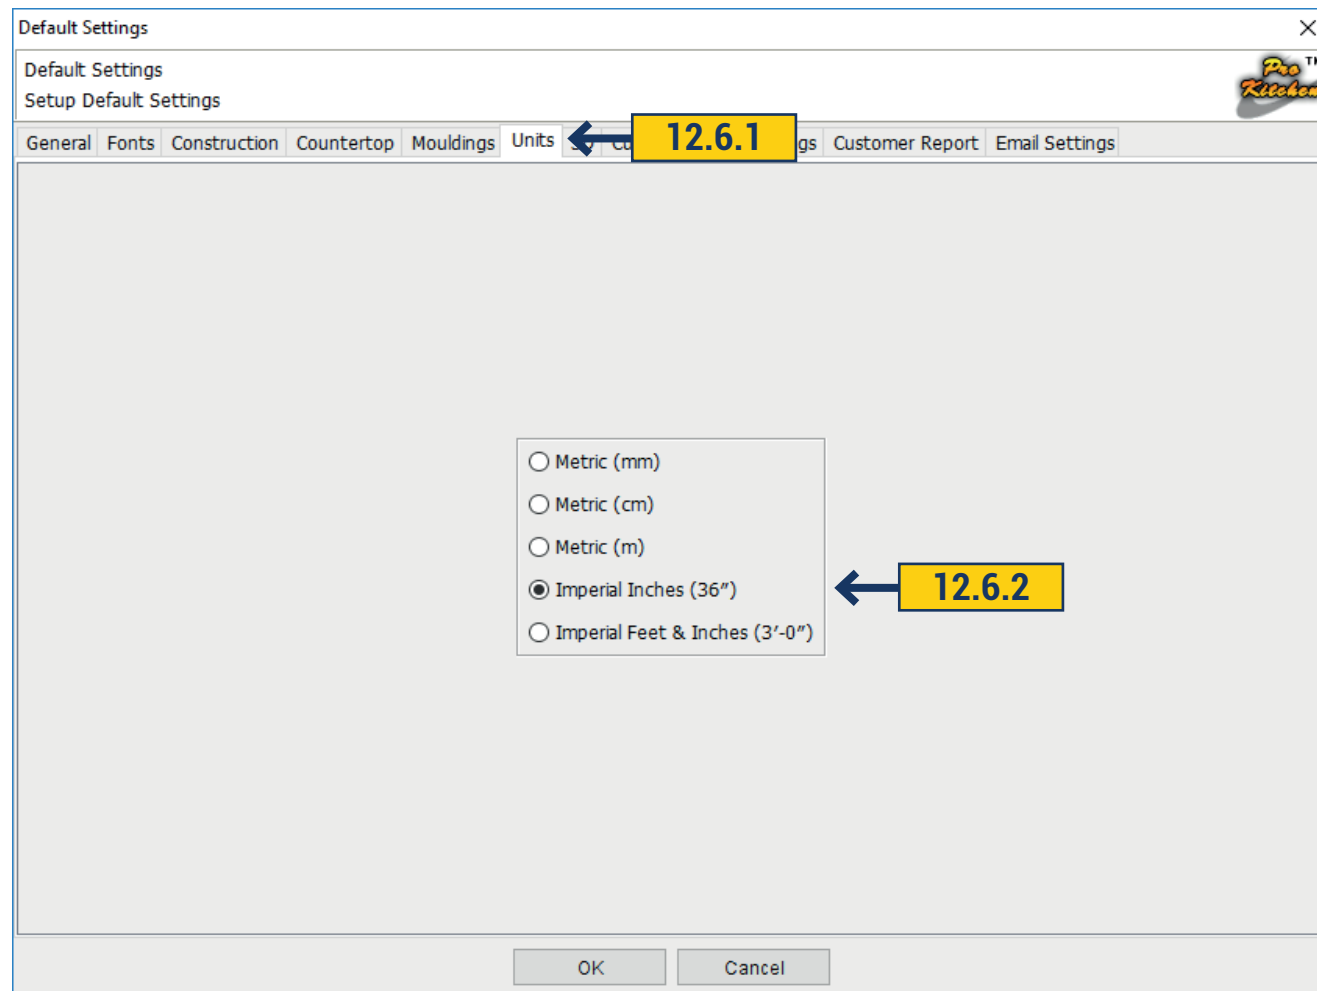 Default Settings
Default Settings
Setup Default Settings
Pro TM
Kitchen
General Fonts Construction Countertop Mouldings Units 12.6.1 gs Customer Report Email Settings
Metric (mm)
Metric (cm)
Metric (m)
Imperial Inches (36″)
12.6.2
Imperial Feet & Inches (3′-0″)
OK Cancel